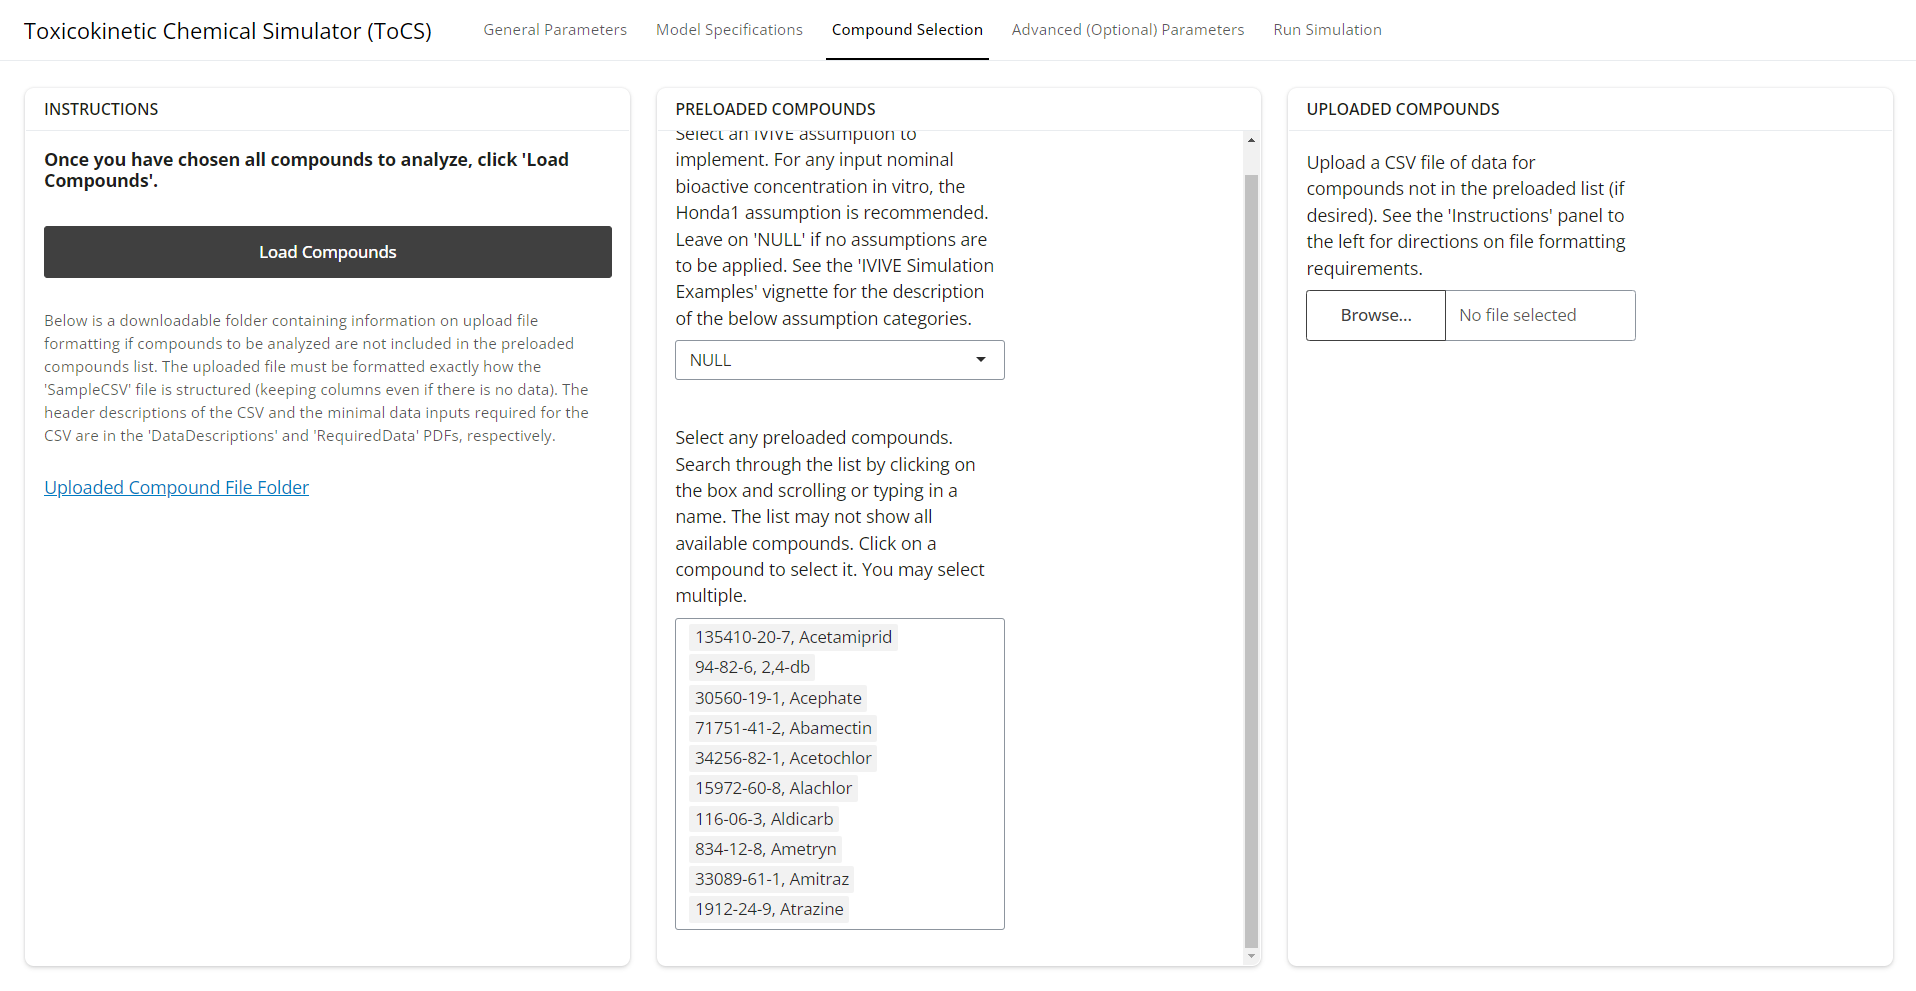 Toxicokinetic Chemical Simulator (ToCS)
General Parameters
Model Specifications
Compound Selection
Advanced (Optional) Parameters
Run Simulation
INSTRUCTIONS
Once you have chosen all compounds to analyze, click 'Load
Compounds'.
Load Compounds
Below is a downloadable folder containing information on upload file
formatting if compounds to be analyzed are not included in the preloaded
compounds list. The uploaded file must be formatted exactly how the
'SampleCSV' file is structured (keeping columns even if there is no data). The
header descriptions of the CSV and the minimal data inputs required for the
CSV are in the 'DataDescriptions' and 'RequiredData' PDFs, respectively.
Uploaded Compound File Folder
PRELOADED COMPOUNDS
Select an IVIVE assumption to
implement. For any input nominal
bioactive concentration in vitro, the
Honda1 assumption is recommended.
Leave on 'NULL' if no assumptions are
to be applied. See the 'IVIVE Simulation
Examples' vignette for the description
of the below assumption categories.
NULL
Select any preloaded compounds.
Search through the list by clicking on
the box and scrolling or typing in a
name. The list may not show all
available compounds. Click on a
compound to select it. You may select
multiple.
135410-20-7, Acetamiprid
94-82-6, 2,4-db
30560-19-1, Acephate
71751-41-2, Abamectin
34256-82-1, Acetochlor
15972-60-8, Alachlor
116-06-3, Aldicarb
834-12-8, Ametryn
33089-61-1, Amitraz
1912-24-9, Atrazine
UPLOADED COMPOUNDS
Upload a CSV file of data for
compounds not in the preloaded list (if
desired). See the 'Instructions' panel to
the left for directions on file formatting
requirements.
Browse...
No file selected